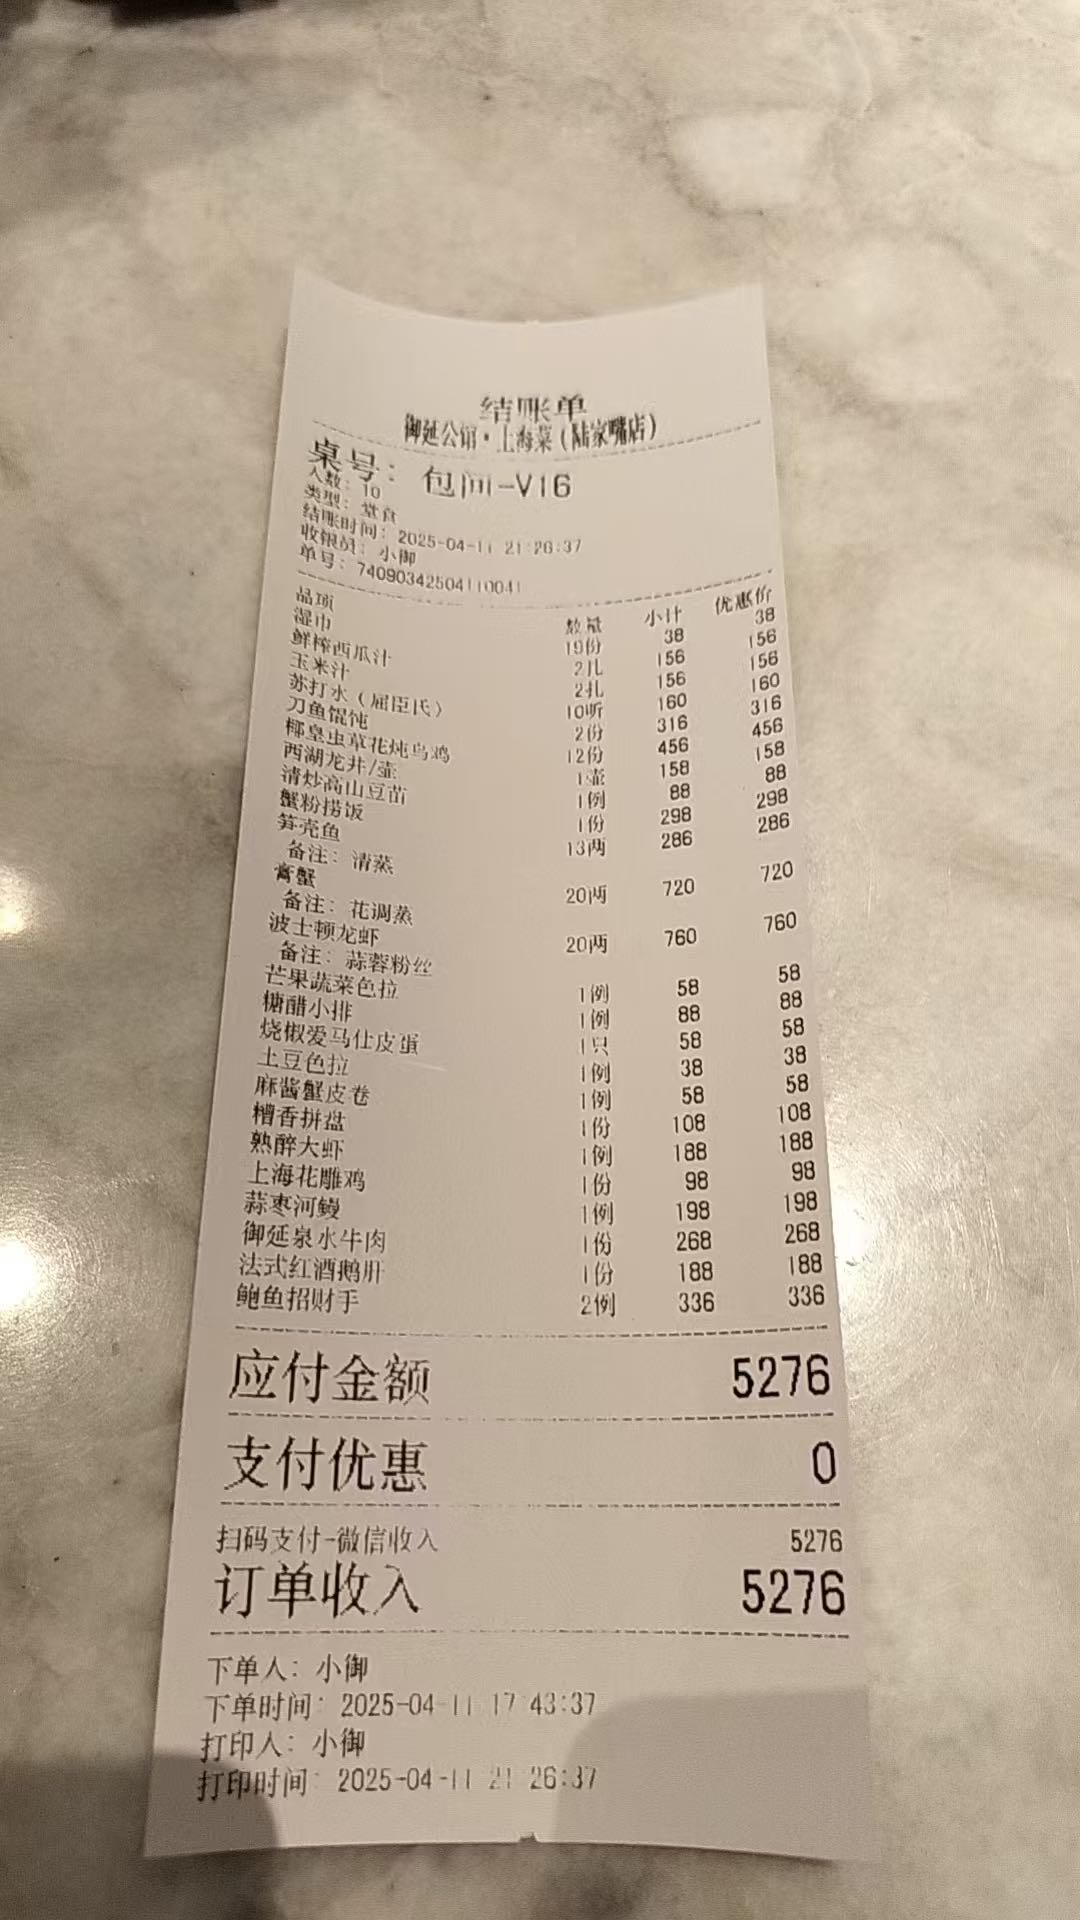 结账单
御延公馆·上海菜(陆家嘴店)
桌号: 包间-V16
人数: 10
类型: 堂食
结账时间: 2025-04-11 21:26:37
收银员: 小御
单号: 7409034250411004​1
品项 数量 小计 优惠价
湿巾 19份 38 38
鲜榨西瓜汁 2扎 156 156
玉米汁 2扎 156 156
苏打水(屈臣氏) 10听 160 160
刀鱼馄饨 2份 316 316
椰皇虫草花炖乌鸡 12份 456 456
西湖龙井/壶 1壶 158 158
清炒高山豆苗 1例 88 88
蟹粉捞饭 1份 298 298
笋壳鱼 13两 286 286
备注: 清蒸
膏蟹 20两 720 720
备注: 花调蒸
波士顿龙虾 20两 760 760
备注: 蒜蓉粉丝
芒果蔬菜色拉 1例 58 58
糖醋小排 1例 88 88
烧椒爱马仕皮蛋 1只 58 58
土豆色拉 1例 38 38
麻酱蟹皮卷 1例 58 58
糟香拼盘 1份 108 108
熟醉大虾 1例 188 188
上海花雕鸡 1份 98 98
蒜枣河鳗 1例 198 198
御延泉水牛肉 1份 268 268
法式红酒鹅肝 1份 188 188
鲍鱼招财手 2例 336 336
应付金额 5276
支付优惠 0
扫码支付-微信收入 5276
订单收入 5276
下单人: 小御
下单时间: 2025-04-11 17:43:37
打印人: 小御
打印时间: 2025-04-11 21:26:37